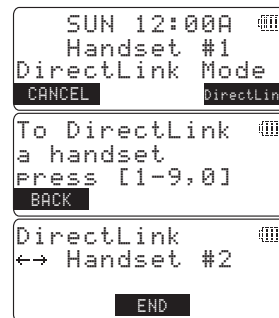 SUN 12:00A
Handset #1
DirectLink Mode
CANCEL DirectLin
To DirectLink
a handset
press [1-9,0]
BACK
DirectLink
↔ Handset #2
END